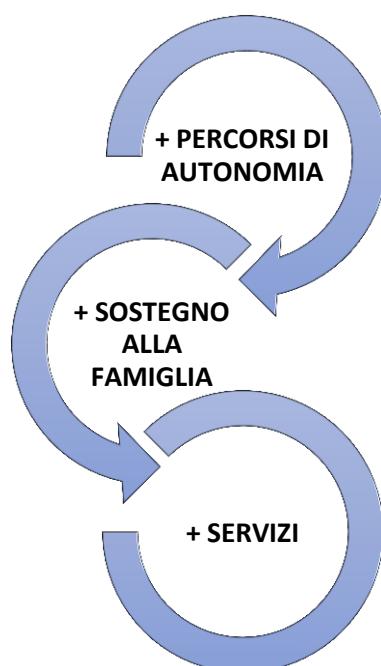 + PERCORSI DI
AUTONOMIA
+ SOSTEGNO
ALLA
FAMIGLIA
+ SERVIZI